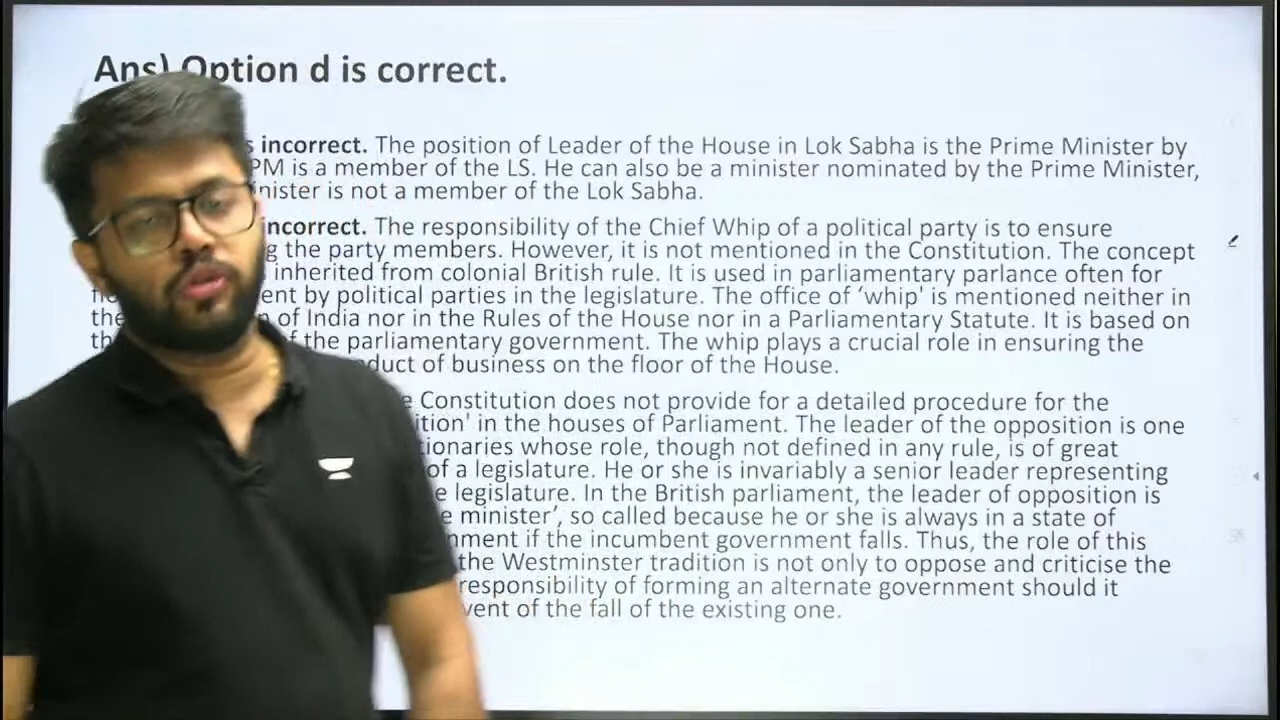 Ans) Option d is correct.
incorrect. The position of Leader of the House in Lok Sabha is the Prime Minister by
PM is a member of the LS. He can also be a minister nominated by the Prime Minister,
is not a member of the Lok Sabha.
incorrect. The responsibility of the Chief Whip of a political party is to ensure
the party members. However, it is not mentioned in the Constitution. The concept
inherited from colonial British rule. It is used in parliamentary parlance often for
by political parties in the legislature. The office of ‘whip' is mentioned neither in
the of India nor in the Rules of the House nor in a Parliamentary Statute. It is based on
the parliamentary government. The whip plays a crucial role in ensuring the
of business on the floor of the House.
Constitution does not provide for a detailed procedure for the
in the houses of Parliament. The leader of the opposition is one
whose role, though not defined in any rule, is of great
of a legislature. He or she is invariably a senior leader representing
legislature. In the British parliament, the leader of opposition is
minister’, so called because he or she is always in a state of
if the incumbent government falls. Thus, the role of this
the Westminster tradition is not only to oppose and criticise the
responsibility of forming an alternate government should it
of the fall of the existing one.